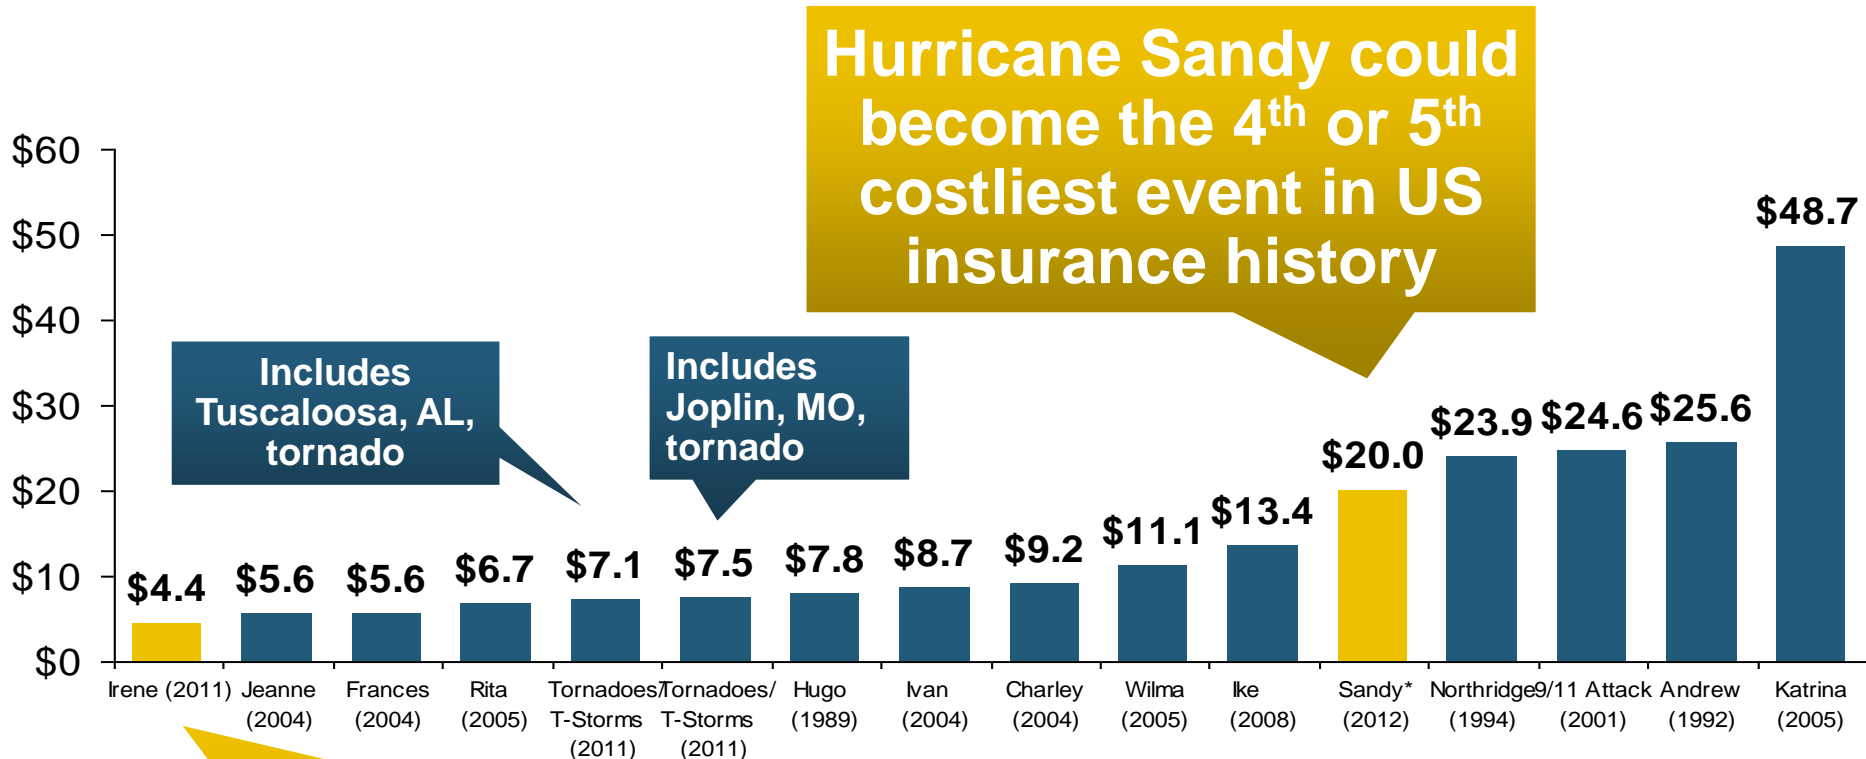 Hurricane Sandy could
become the 4th or 5th
costliest event in US
insurance history
$60
$50
$40
$30
$20
$10
$0
Includes
Tuscaloosa, AL,
tornado
Includes
Joplin, MO,
tornado
$4.4
$5.6
$5.6
$6.7
$7.1
$7.5
$7.8
$8.7
$9.2
$11.1
$13.4
$20.0
$23.9
$24.6
$25.6
$48.7
Irene (2011)
Jeanne
(2004)
Frances
(2004)
Rita
(2005)
Tornadoes/
T-Storms
(2011)
Tornadoes/
T-Storms
(2011)
Hugo
(1989)
Ivan
(2004)
Charley
(2004)
Wilma
(2005)
Ike
(2008)
Sandy*
(2012)
Northridge
(1994)
9/11 Attack
(2001)
Andrew
(1992)
Katrina
(2005)